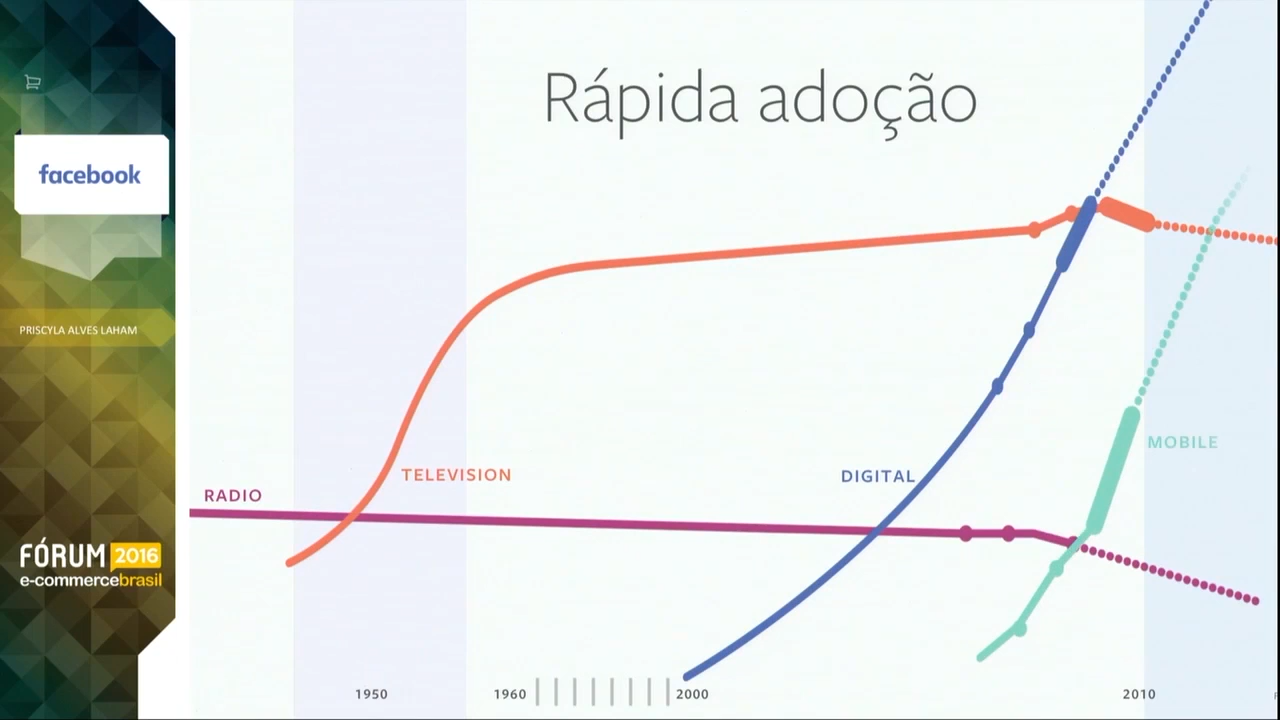 Rápida adoção
facebook
PRISCYLA ALVES LAHAM
FÓRUM 2016
e-commercebrasil
RADIO
TELEVISION
DIGITAL
MOBILE
1950
1960
2000
2010